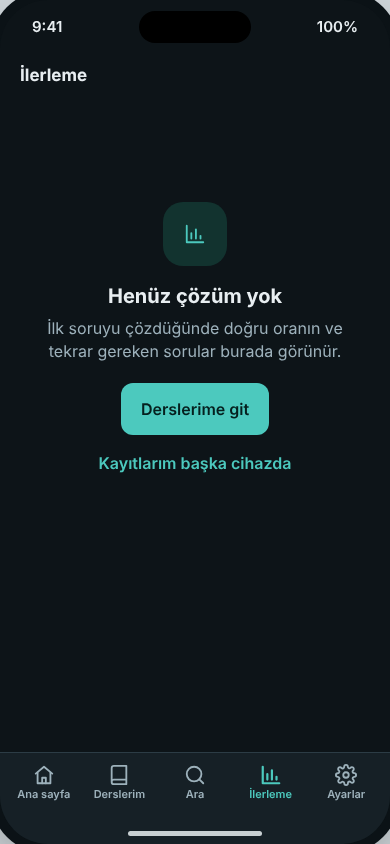 9:41
100%
İlerleme
Henüz çözüm yok
İlk soruyu çözdüğünde doğru oranın ve
tekrar gereken sorular burada görünür.
Derslerime git
Kayıtlarım başka cihazda
Ana sayfa
Derslerim
Ara
İlerleme
Ayarlar